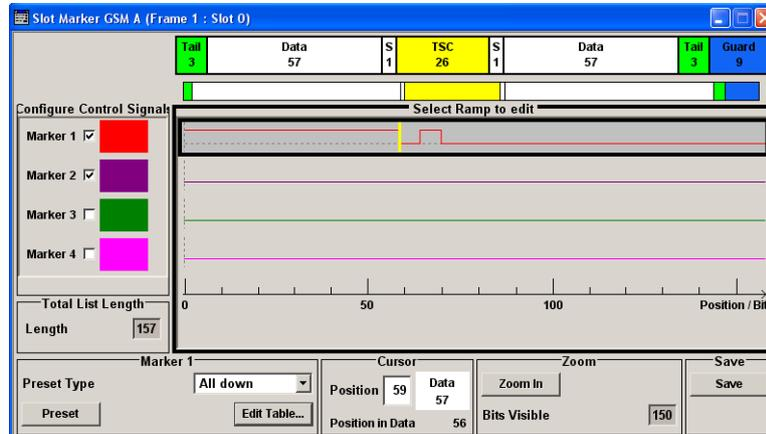 Slot Marker GSM A (Frame 1 : Slot 0)
Tail Data S TSC S Data Tail Guard
3 57 1 26 1 57 3 9
Configure Control Signals
Select Ramp to edit
Marker 1
Marker 2
Marker 3
Marker 4
0 50 100 Position / Bit
Total List Length
Length 157
Marker 1
Preset Type All down
Preset Edit Table...
Cursor
Position 59 Data
57
Position in Data 56
Zoom
Zoom In
Bits Visible 150
Save
Save